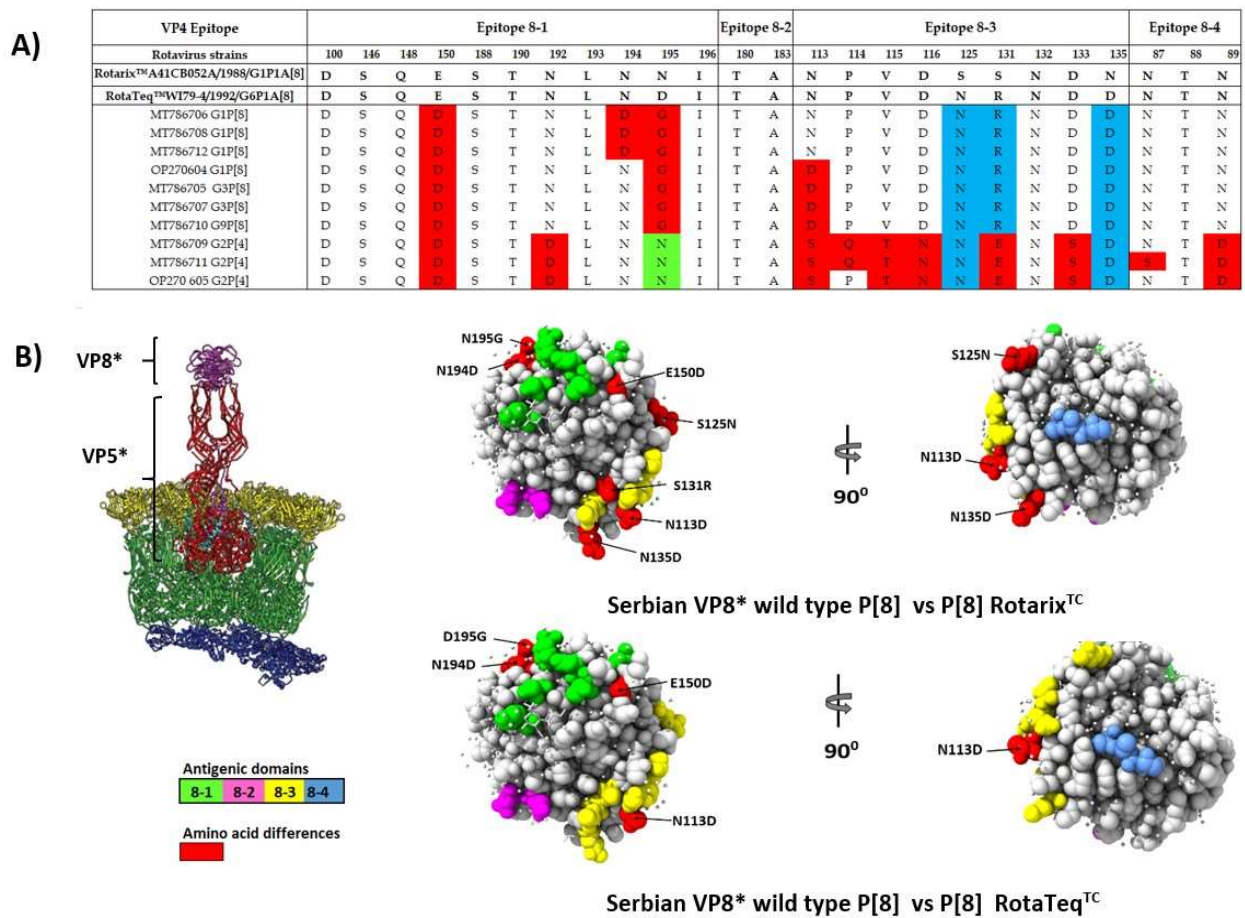 A)
VP4 Epitope Epitope 8-1 Epitope 8-2 Epitope 8-3 Epitope 8-4
Rotavirus strains 100 146 148 150 188 190 192 193 194 195 196 180 183 113 114 115 116 125 131 132 133 135 87 88 89
Rotarix™A41CB052A/1988/G1P1A[8] D S Q E S T N L N N I T A N P V D S S N D N N T N
RotaTeq™WI79-4/1992/G6P1A[8] D S Q E S T N L N D I T A N P V D N R N D D N T N
MT786706 G1P[8] D S Q D S T N L D G I T A N P V D N R N D D N T N
MT786708 G1P[8] D S Q D S T N L D G I T A N P V D N R N D D N T N
MT786712 G1P[8] D S Q D S T N L D G I T A N P V D N R N D D N T N
OP270604 G1P[8] D S Q D S T N L N G I T A D P V D N R N D D N T N
MT786705 G3P[8] D S Q D S T N L N G I T A D P V D N R N D D N T N
MT786707 G3P[8] D S Q D S T N L N G I T A D P V D N R N D D N T N
MT786710 G9P[8] D S Q D S T N L N G I T A D P V D N R N D D N T N
MT786709 G2P[4] D S Q D S T D L N N I T A S Q T N N E N S D N T D
MT786711 G2P[4] D S Q D S T D L N N I T A S Q T N N E N S D S T D
OP270 605 G2P[4] D S Q D S T D L N N I T A S P T N N E N S D N T D
B)
VP8*
VP5*
N195G
N194D
E150D
S125N
S131R
N113D
N135D
90⁰
S125N
N113D
N135D
Serbian VP8* wild type P[8] vs P[8] Rotarix™ᶜ
D195G
N194D
E150D
N113D
90⁰
N113D
Serbian VP8* wild type P[8] vs P[8] RotaTeqᵀᶜ
Antigenic domains
8-1 8-2 8-3 8-4
Amino acid differences